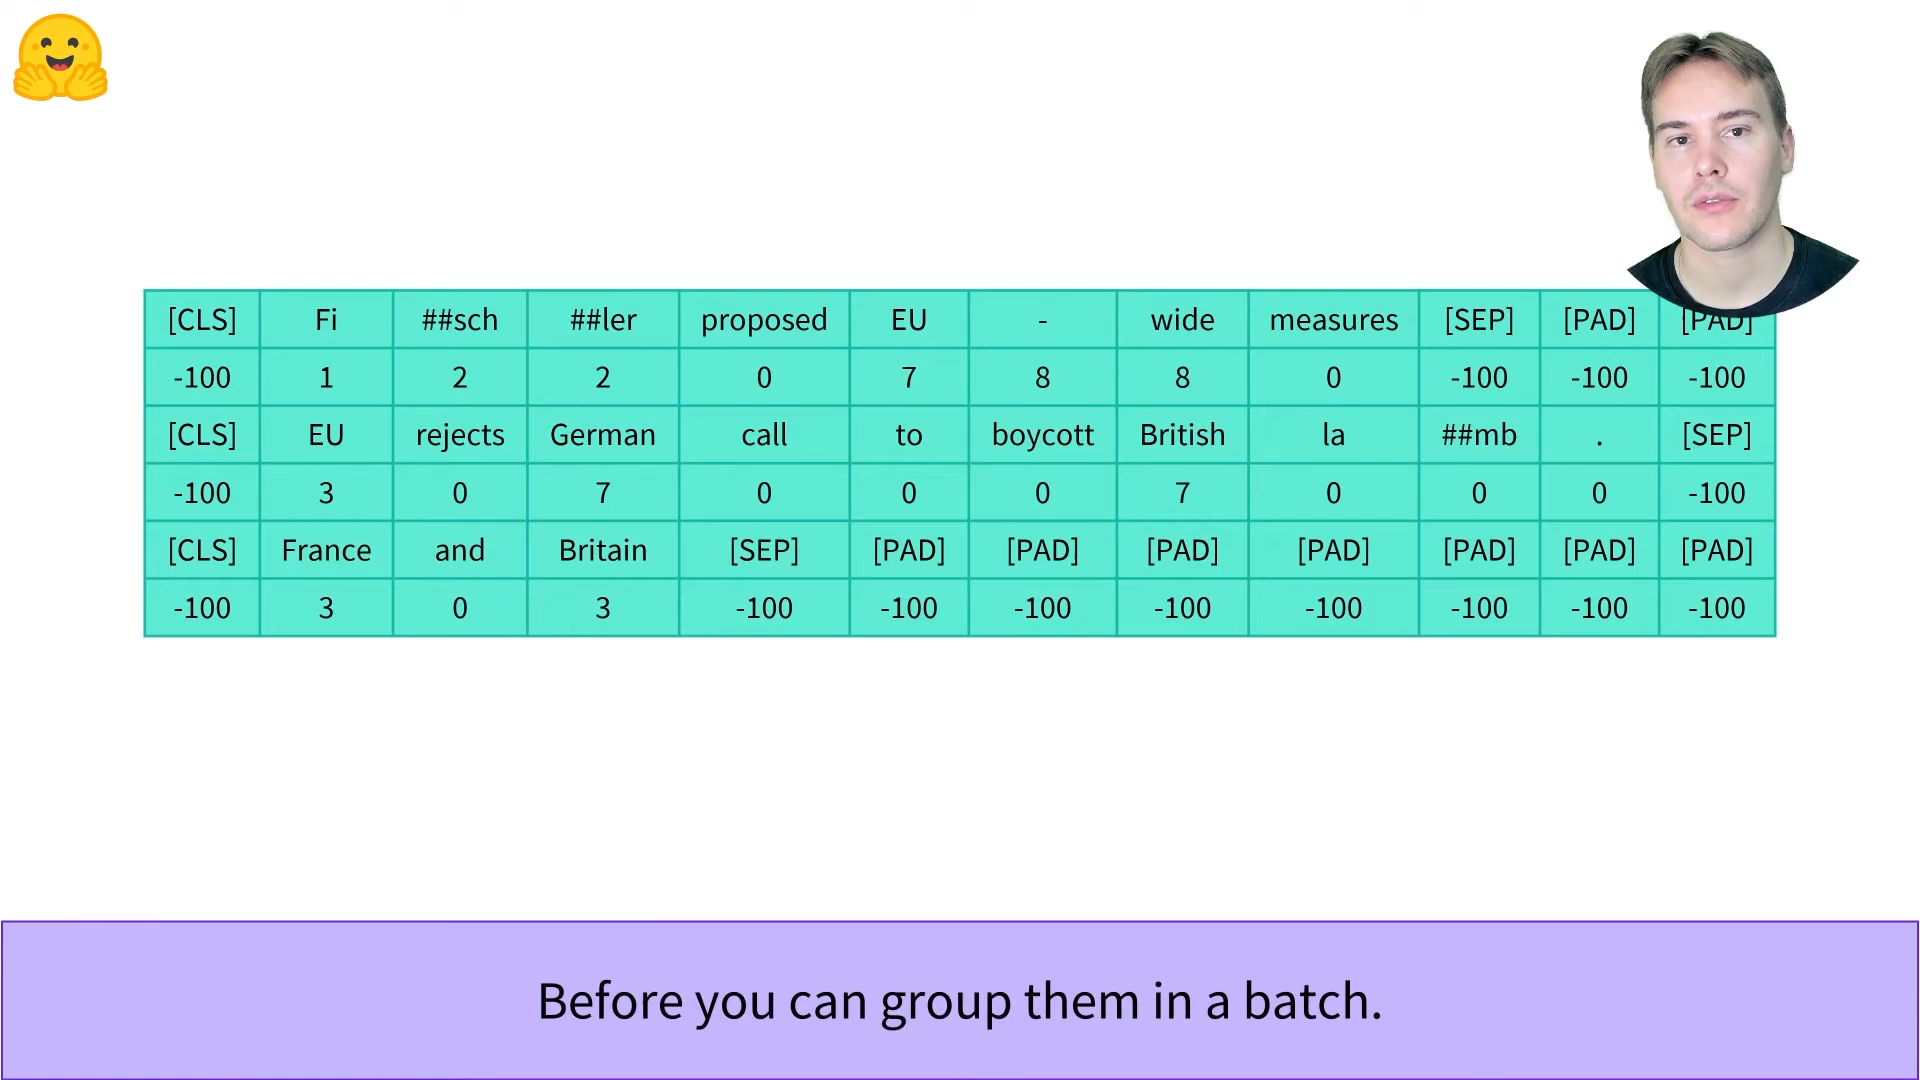 [CLS] Fi ##sch ##ler proposed EU - wide measures [SEP] [PAD] [PAD]
-100 1 2 2 0 7 8 8 0 -100 -100 -100
[CLS] EU rejects German call to boycott British la ##mb . [SEP]
-100 3 0 7 0 0 0 7 0 0 0 -100
[CLS] France and Britain [SEP] [PAD] [PAD] [PAD] [PAD] [PAD] [PAD] [PAD]
-100 3 0 3 -100 -100 -100 -100 -100 -100 -100 -100
Before you can group them in a batch.